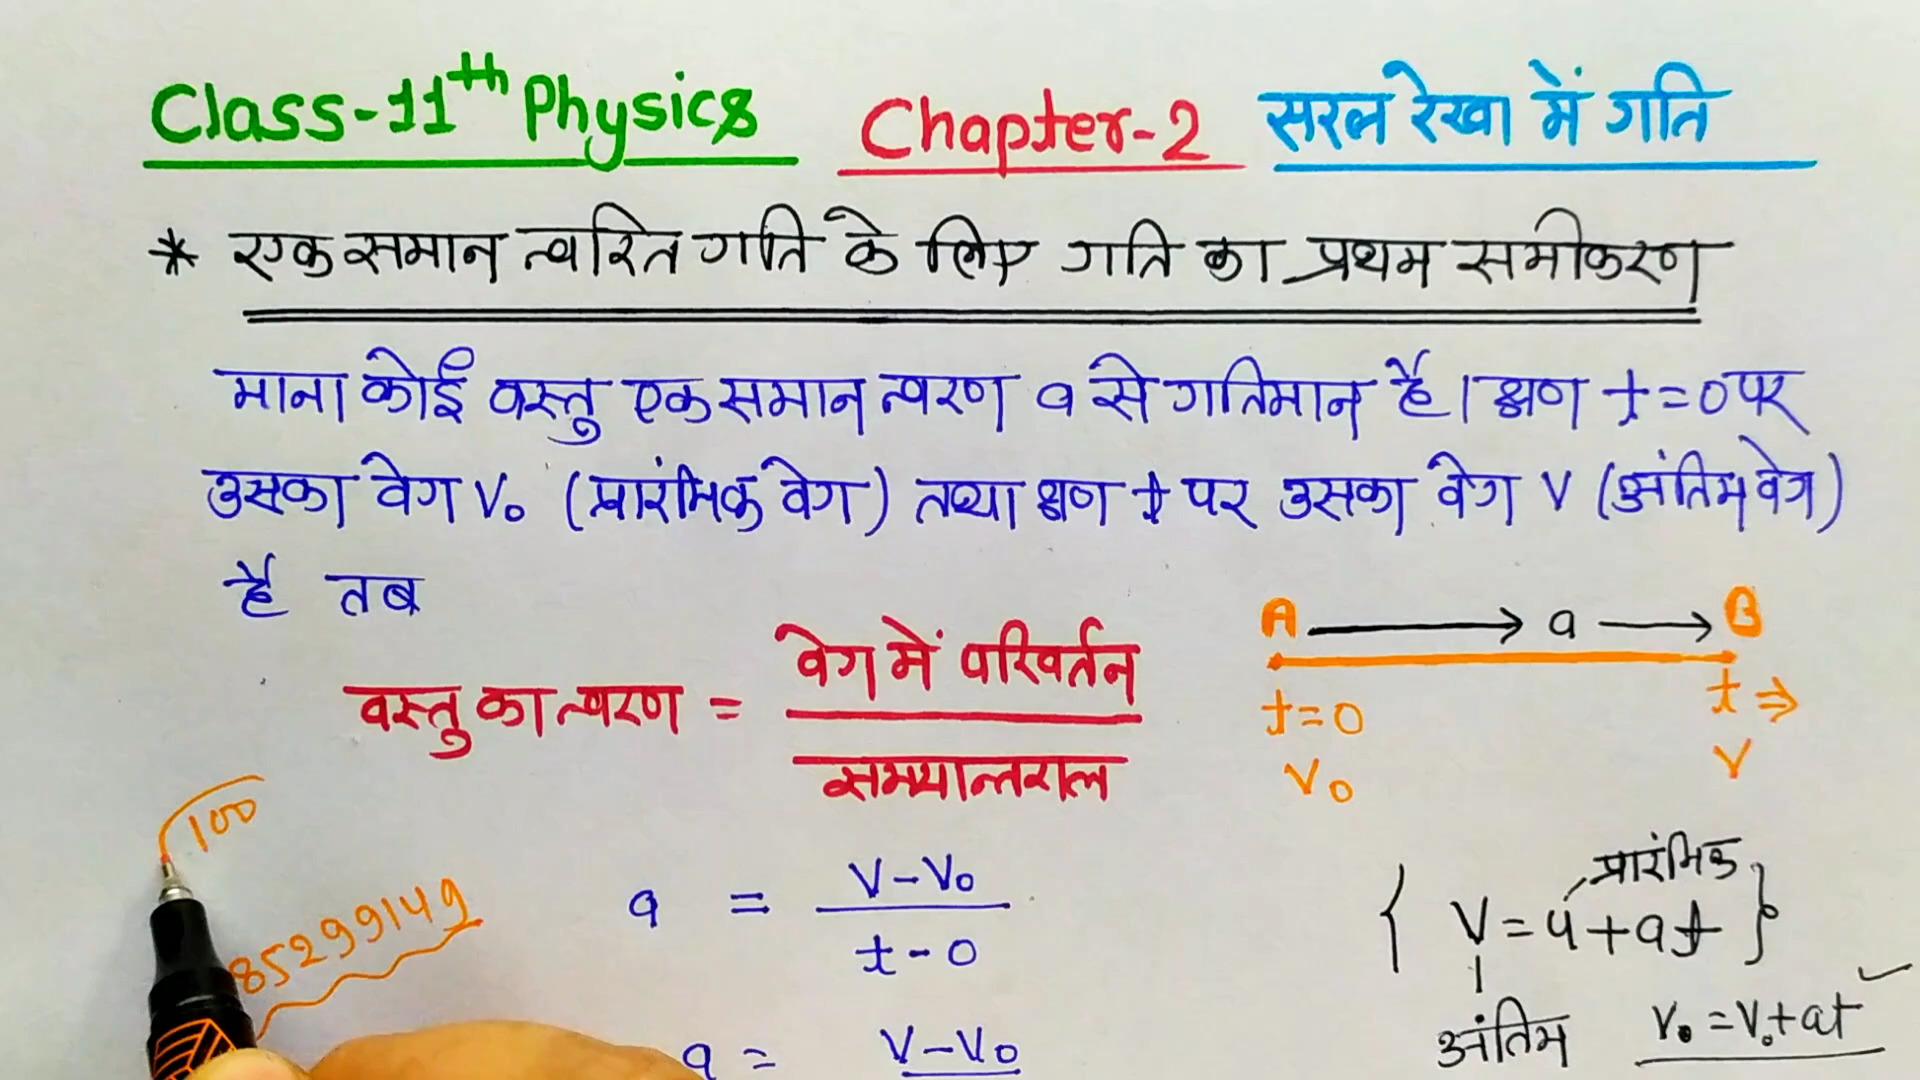 Class-11th Physics Chapter-2 सरल रेखा में गति
* एकसमान त्वरित गति के लिए गति का प्रथम समीकरण
माना कोई वस्तु एकसमान त्वरण a से गतिमान है। क्षण t=0 पर
उसका वेग V₀ (प्रारंभिक वेग) तथा क्षण t पर उसका वेग V (अंतिम वेग)
है तब
वस्तु का त्वरण = वेग में परिवर्तन
समयान्तराल
A → a → B
t=0 t ⇒
V₀ V
100
85299149
a = V-V₀
t-0
प्रारंभिक
{ V=u+at }
अंतिम
V₀=V₀+at ✓
a = V-V₀